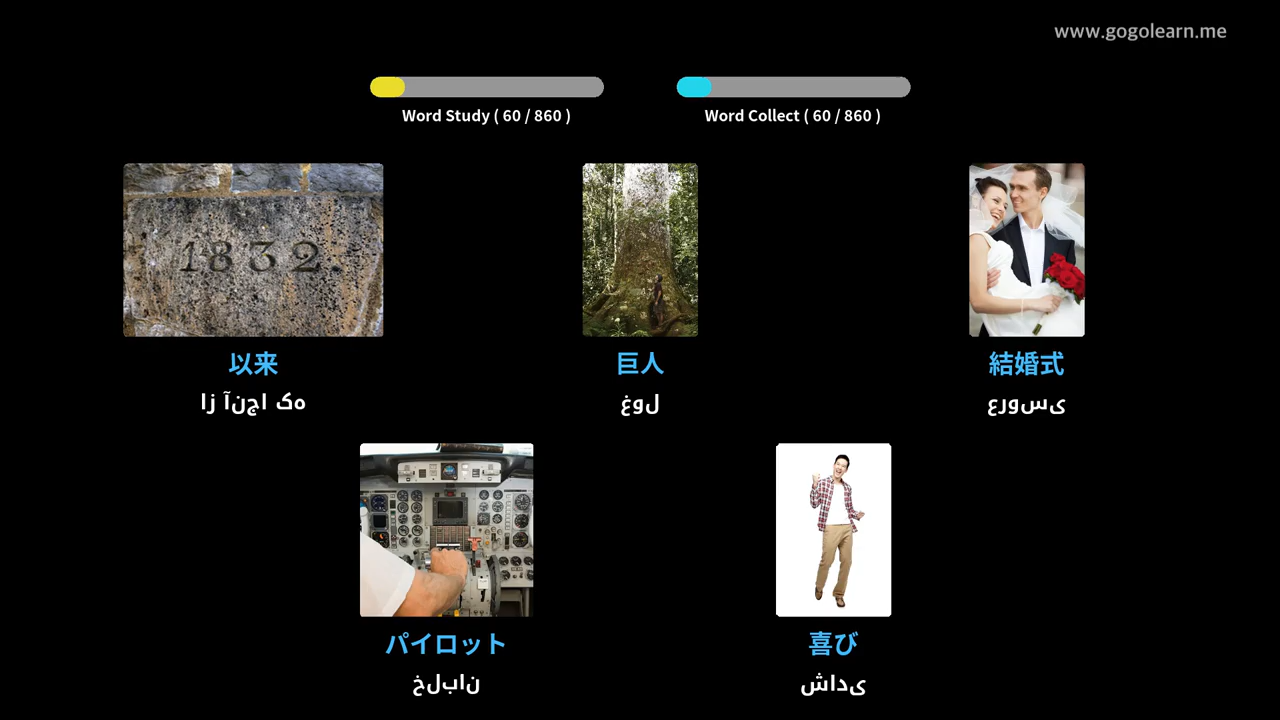 www.gogolearn.me
Word Study ( 60 / 860 )
Word Collect ( 60 / 860 )
1832.
以来
هک اجنآ زا
巨人
لوغ
結婚式
یسورع
パイロット
نابلخ
喜び
یداش